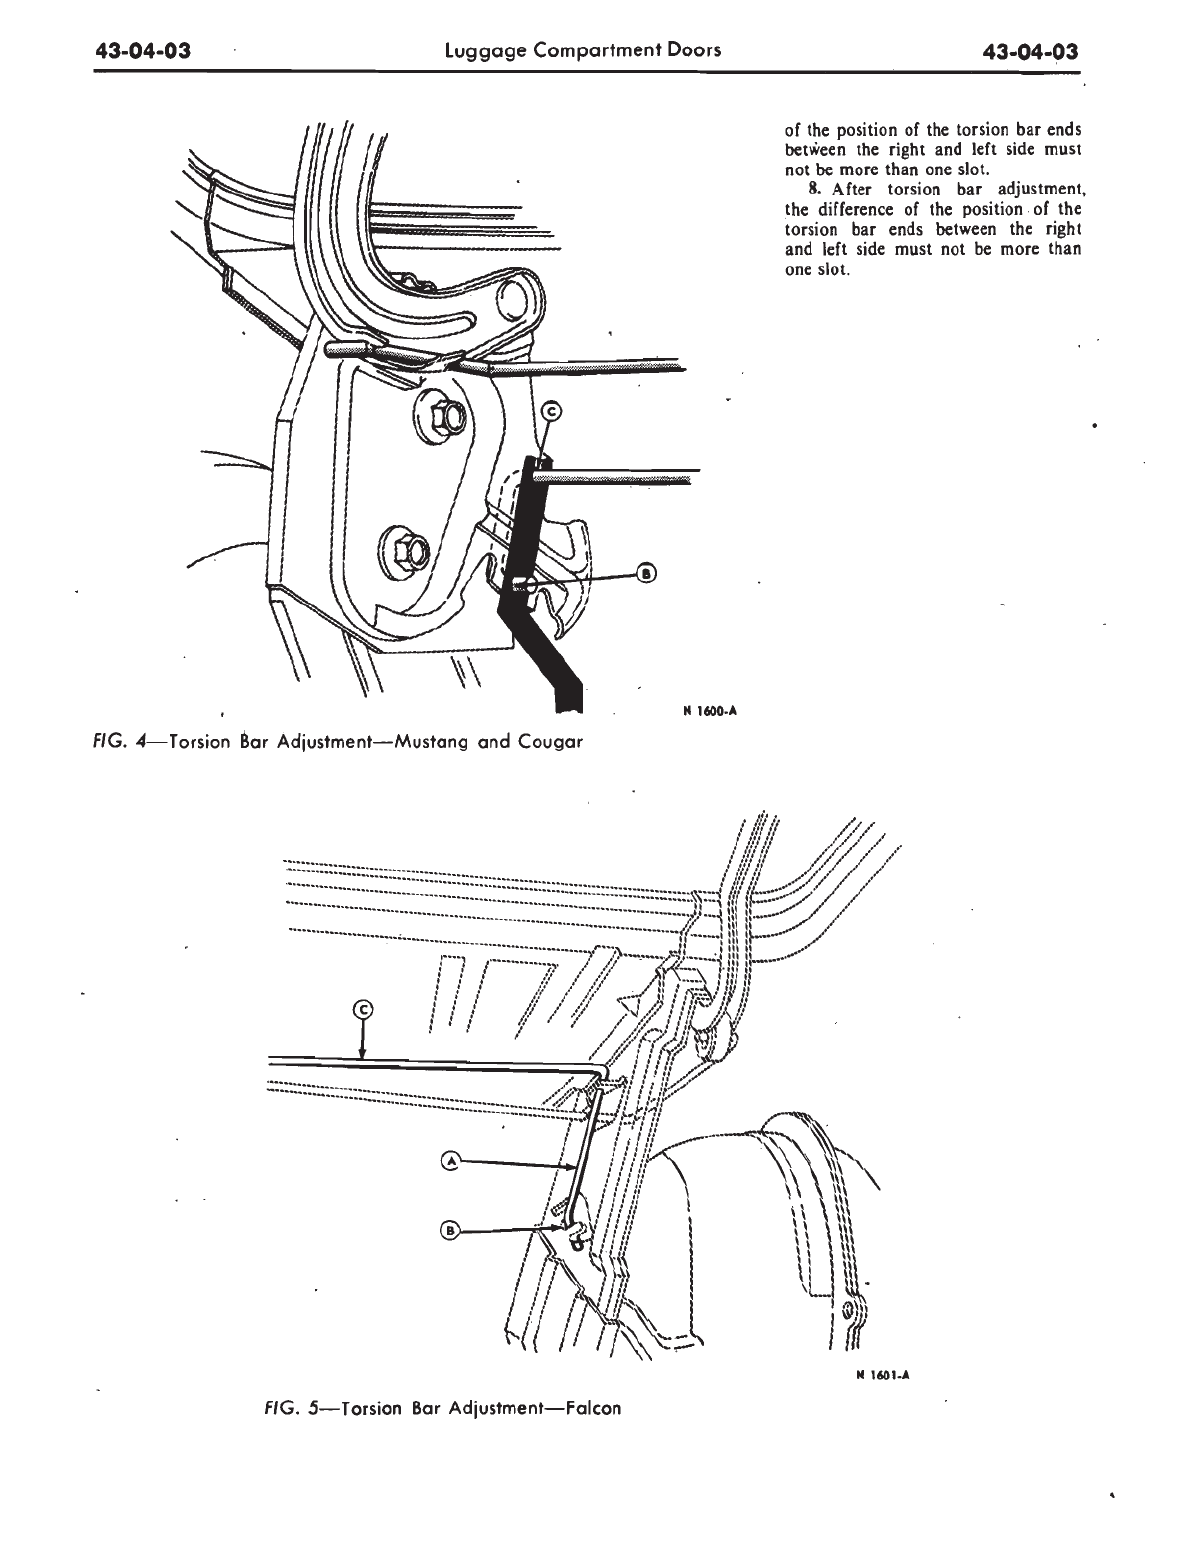 43-04-03 Luggage Compartment Doors 43-04-03
of the position of the torsion bar ends
between the right and left side must
not be more than one slot.
8. After torsion bar adjustment,
the difference of the position of the
torsion bar ends between the right
and left side must not be more than
one slot.
C
B
N 1600-A
FIG. 4—Torsion Bar Adjustment—Mustang and Cougar
C
A
B
N 1601-A
FIG. 5—Torsion Bar Adjustment—Falcon